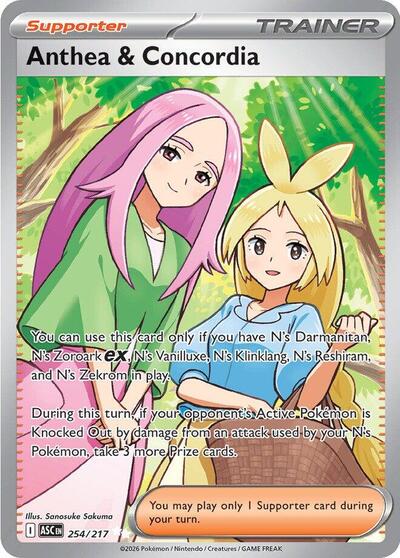 Supporter TRAINER
Anthea & Concordia
You can use this card only if you have N's Darmanitan,
N's Zoroark ex, N's Vanilluxe, N's Klinklang, N's Reshiram,
and N's Zekrom in play.
During this turn, if your opponent's Active Pokémon is
Knocked Out by damage from an attack used by your N's
Pokémon, take 3 more Prize cards.
Illus. Sanosuke Sakuma
You may play only 1 Supporter card during
your turn.
I ASC EN 254/217
©2026 Pokémon / Nintendo / Creatures / GAME FREAK